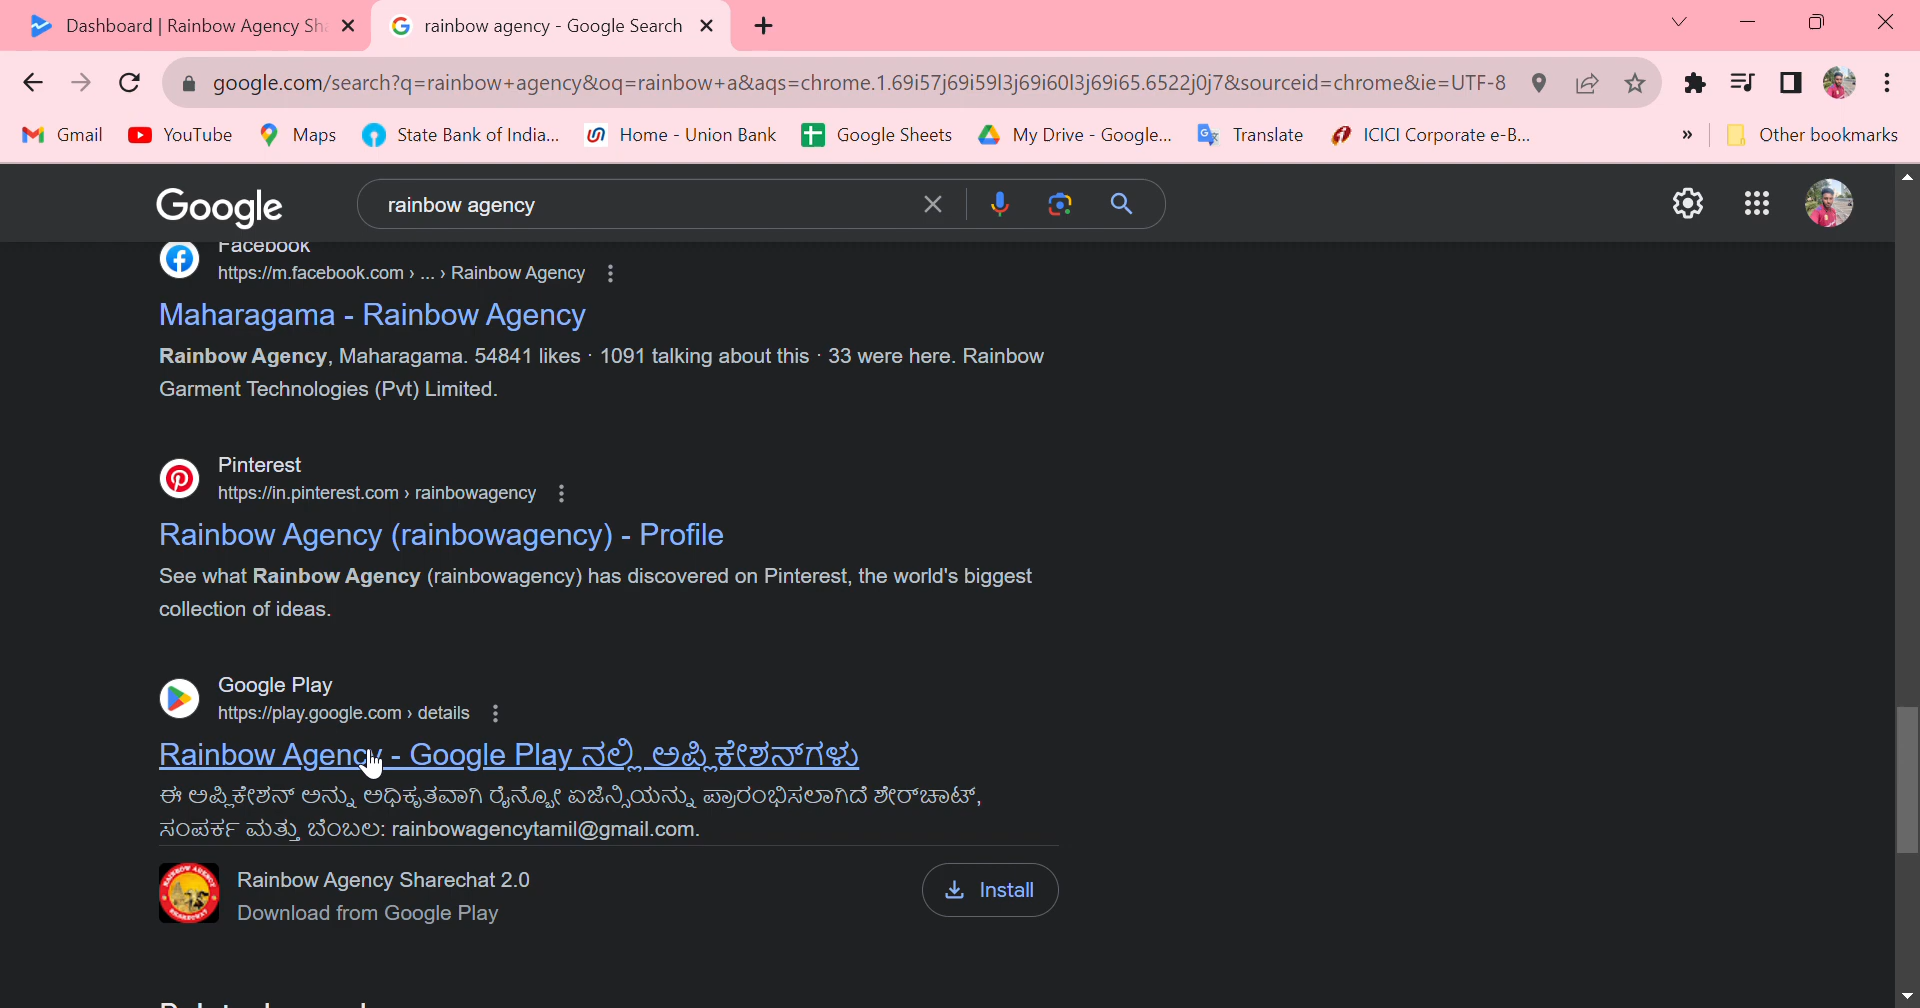 Dashboard | Rainbow Agency Sh
rainbow agency - Google Search
google.com/search?q=rainbow+agency&oq=rainbow+a&aqs=chrome.1.69i57j69i59l3j69i60l3j69i65.6522j0j7&sourceid=chrome&ie=UTF-8
Gmail YouTube Maps State Bank of India... Home - Union Bank Google Sheets My Drive - Google... Translate ICICI Corporate e-B... » Other bookmarks
Google rainbow agency
Facebook
https://m.facebook.com › ... › Rainbow Agency
Maharagama - Rainbow Agency
Rainbow Agency, Maharagama. 54841 likes · 1091 talking about this · 33 were here. Rainbow
Garment Technologies (Pvt) Limited.
Pinterest
https://in.pinterest.com › rainbowagency
Rainbow Agency (rainbowagency) - Profile
See what Rainbow Agency (rainbowagency) has discovered on Pinterest, the world's biggest
collection of ideas.
Google Play
https://play.google.com › details
Rainbow Agency - Google Play ನಲ್ಲಿ ಅಪ್ಲಿಕೇಶನ್‌ಗಳು
ಈ ಅಪ್ಲಿಕೇಶನ್ ಅನ್ನು ಅಧಿಕೃತವಾಗಿ ರೈನ್ಬೋ ಏಜೆನ್ಸಿಯನ್ನು ಪ್ರಾರಂಭಿಸಲಾಗಿದೆ ಶೇರ್‌ಚಾಟ್,
ಸಂಪರ್ಕ ಮತ್ತು ಬೆಂಬಲ: rainbowagencytamil@gmail.com.
Rainbow Agency Sharechat 2.0
Install
Download from Google Play